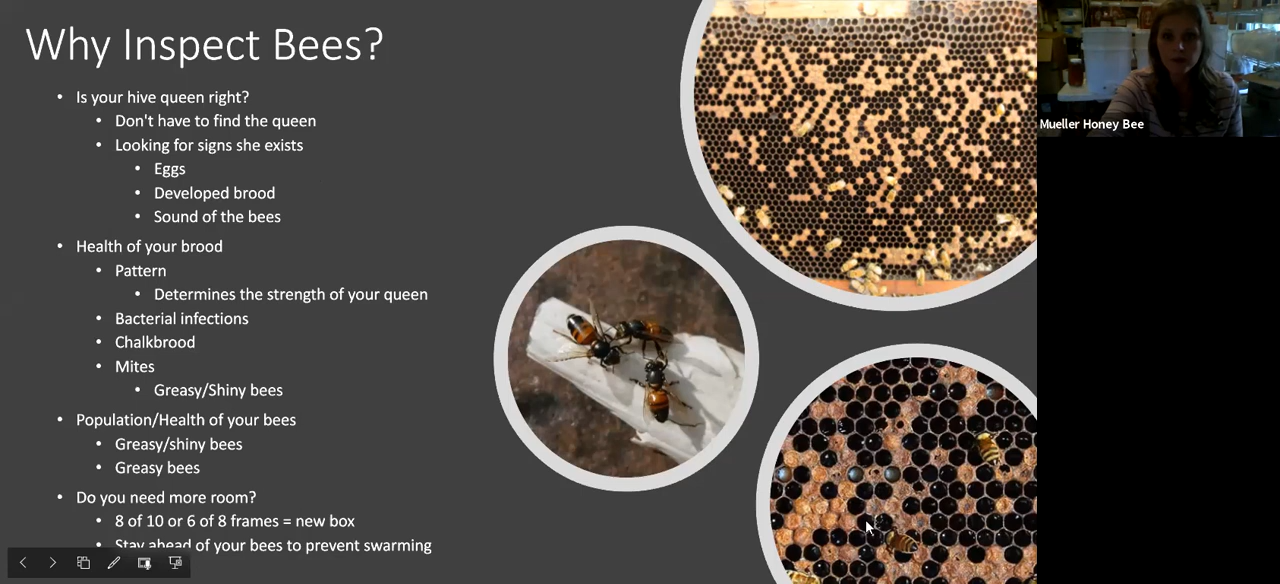 Why Inspect Bees?
• Is your hive queen right?
• Don't have to find the queen
• Looking for signs she exists
• Eggs
• Developed brood
• Sound of the bees
• Health of your brood
• Pattern
• Determines the strength of your queen
• Bacterial infections
• Chalkbrood
• Mites
• Greasy/Shiny bees
• Population/Health of your bees
• Greasy/shiny bees
• Greasy bees
• Do you need more room?
• 8 of 10 or 6 of 8 frames = new box
Stay ahead of your bees to prevent swarming
Mueller Honey Bee